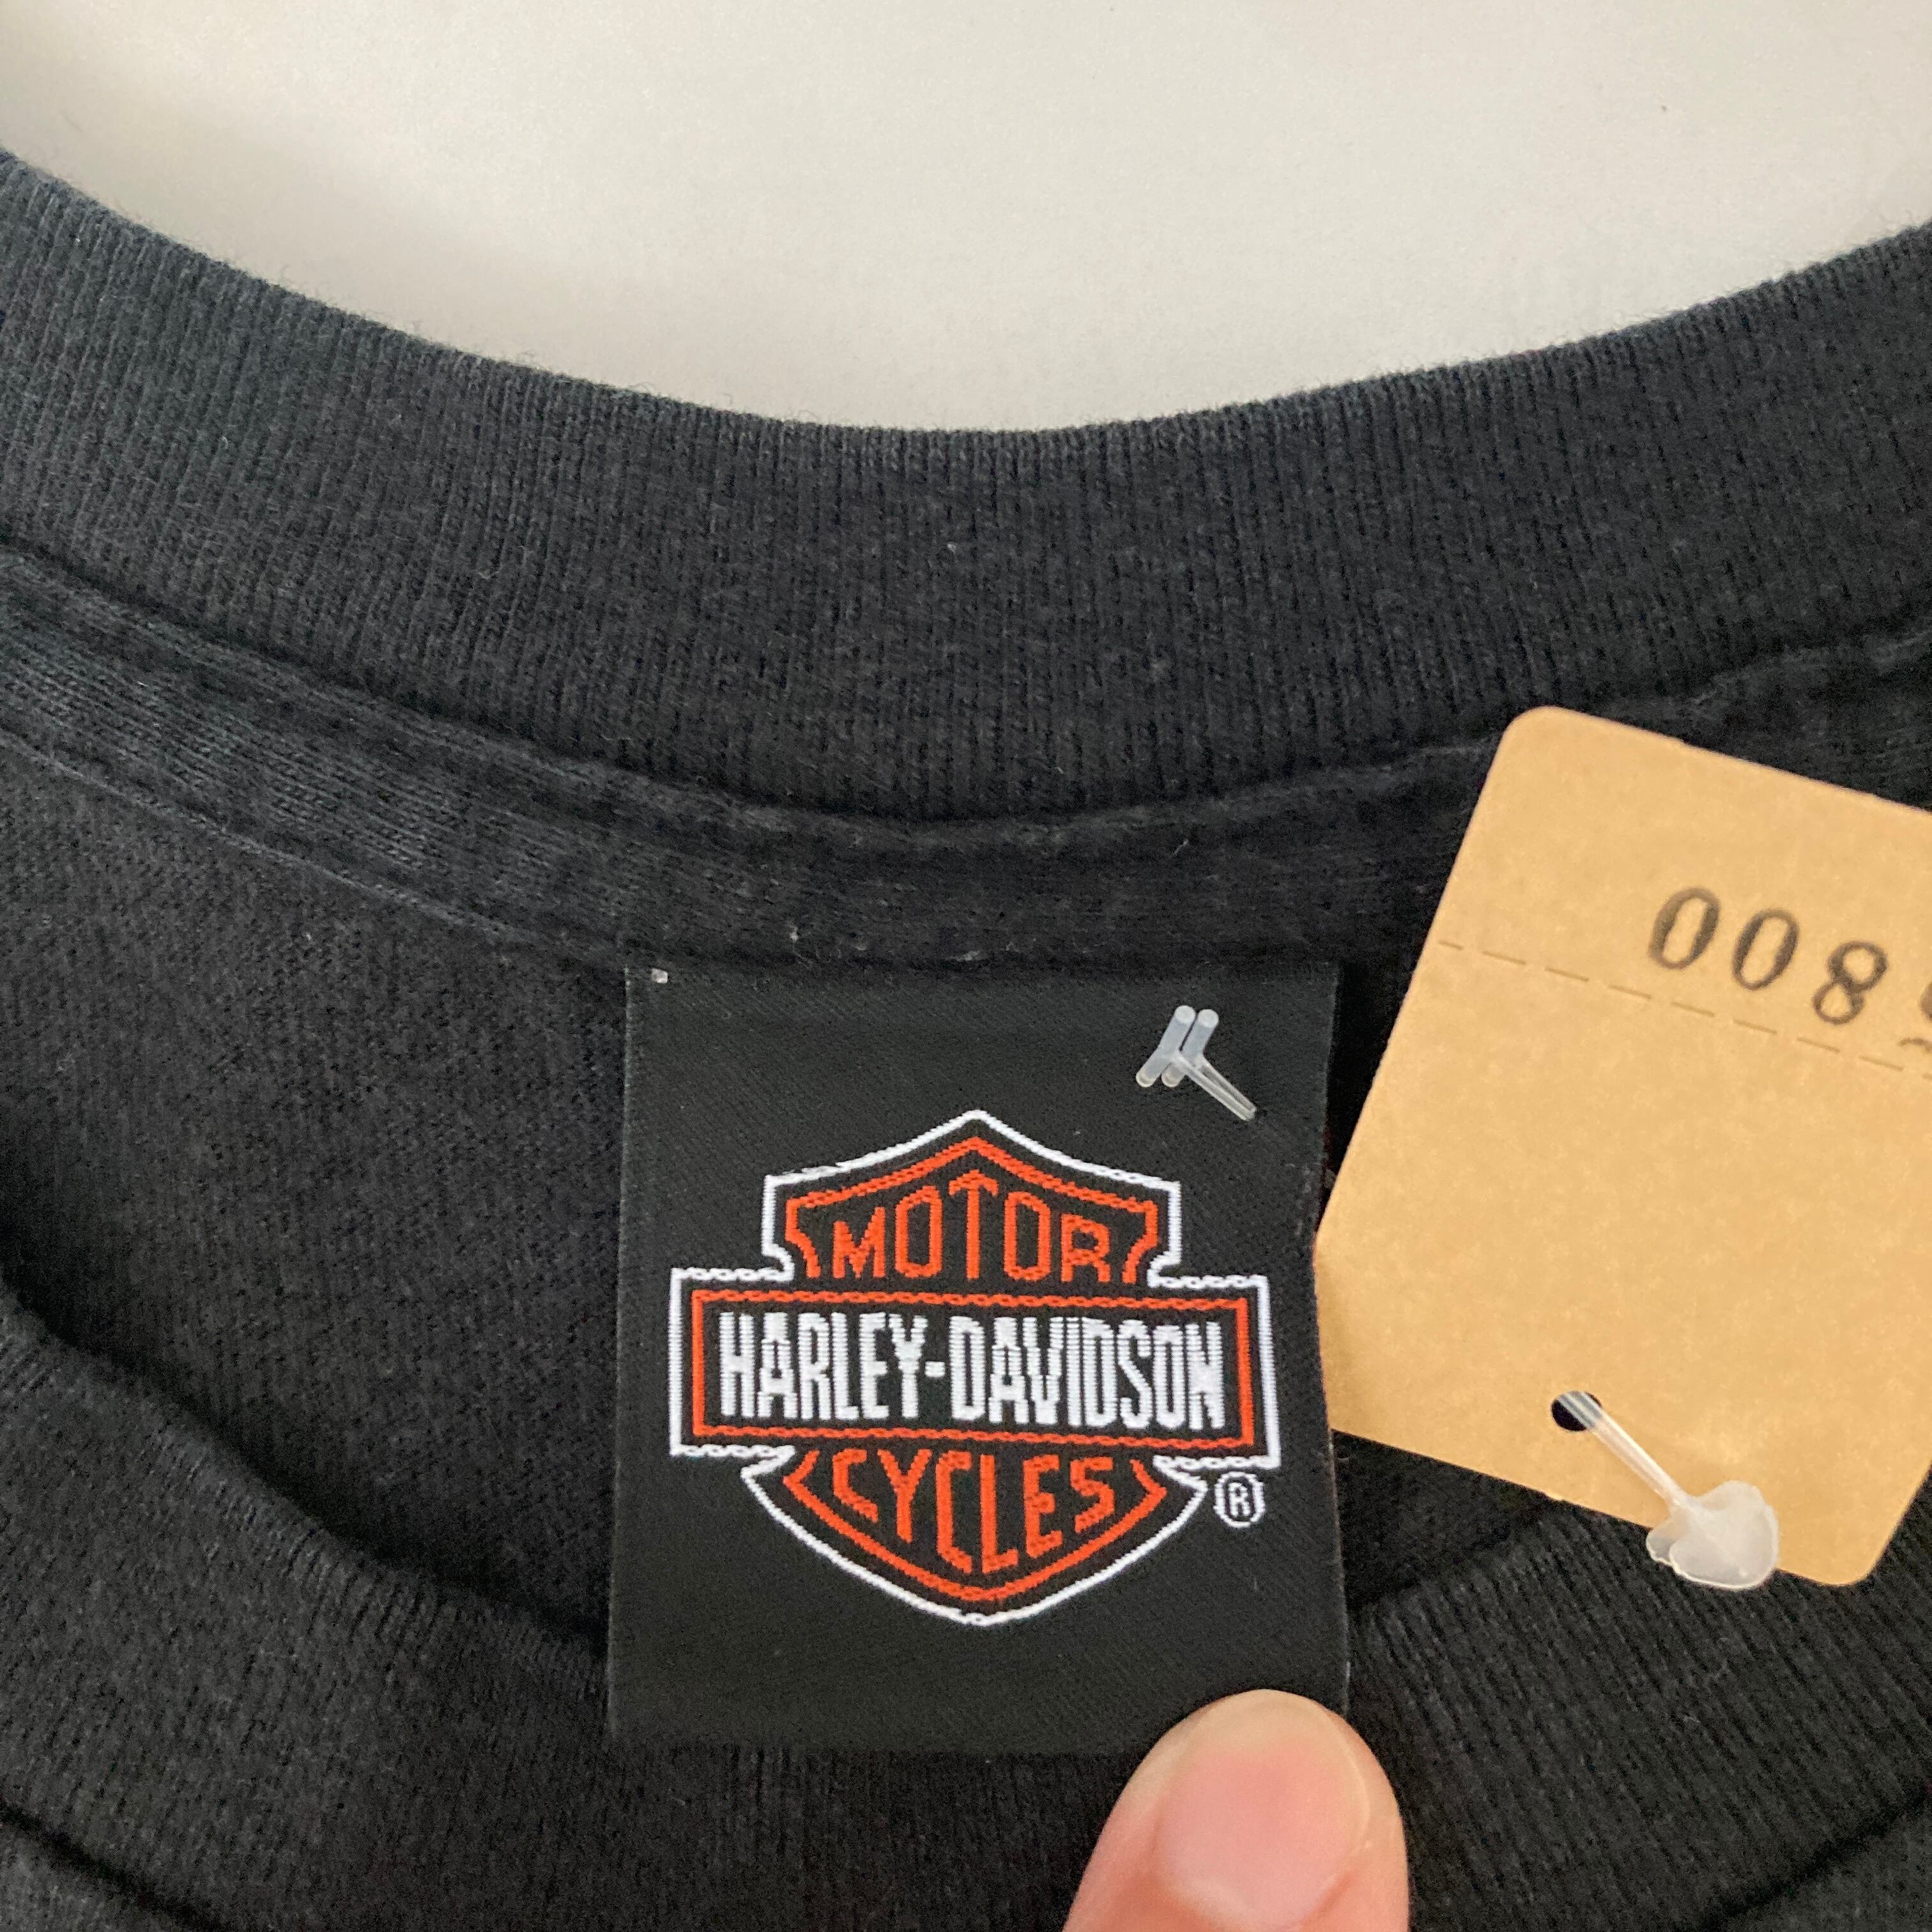 008
MOTOR
HARLEY-DAVIDSON
CYCLES
®